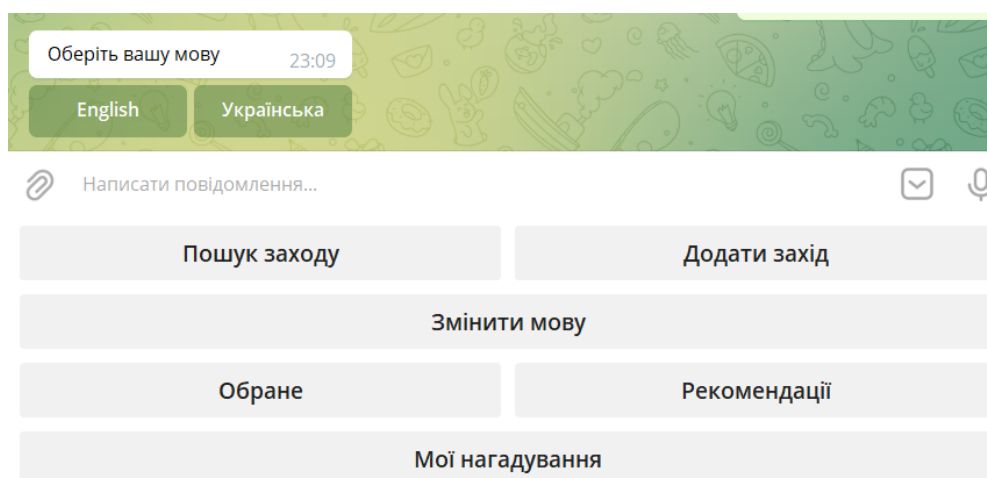 Оберіть вашу мову 23:09
English Українська
Написати повідомлення...
Пошук заходу Додати захід
Змінити мову
Обране Рекомендації
Мої нагадування